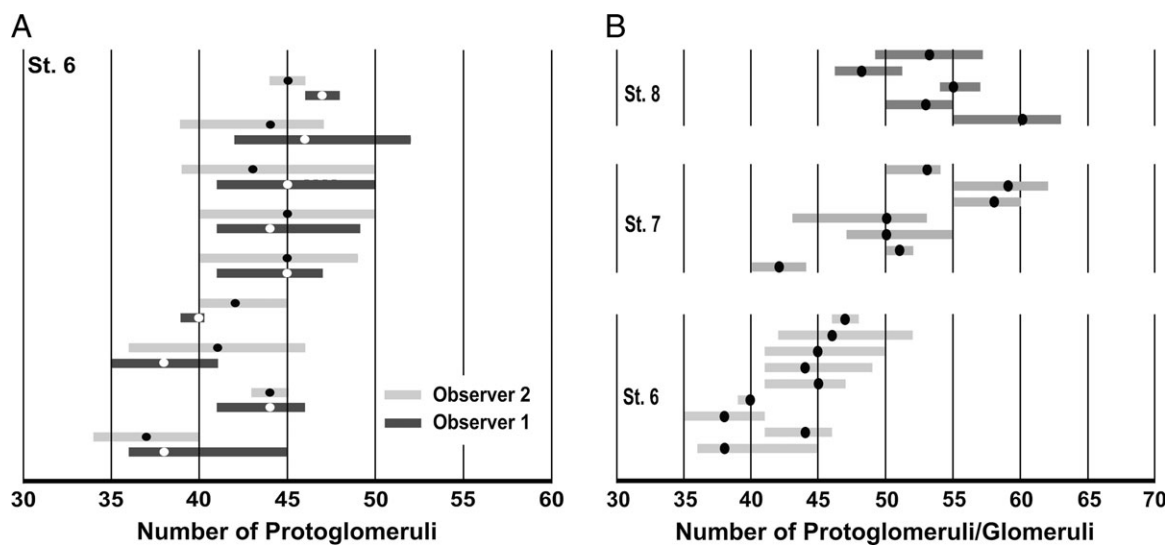 A
St. 6
Observer 2
Observer 1
30 35 40 45 50 55 60
Number of Protoglomeruli
B
St. 8
St. 7
St. 6
30 35 40 45 50 55 60 65 70
Number of Protoglomeruli/Glomeruli